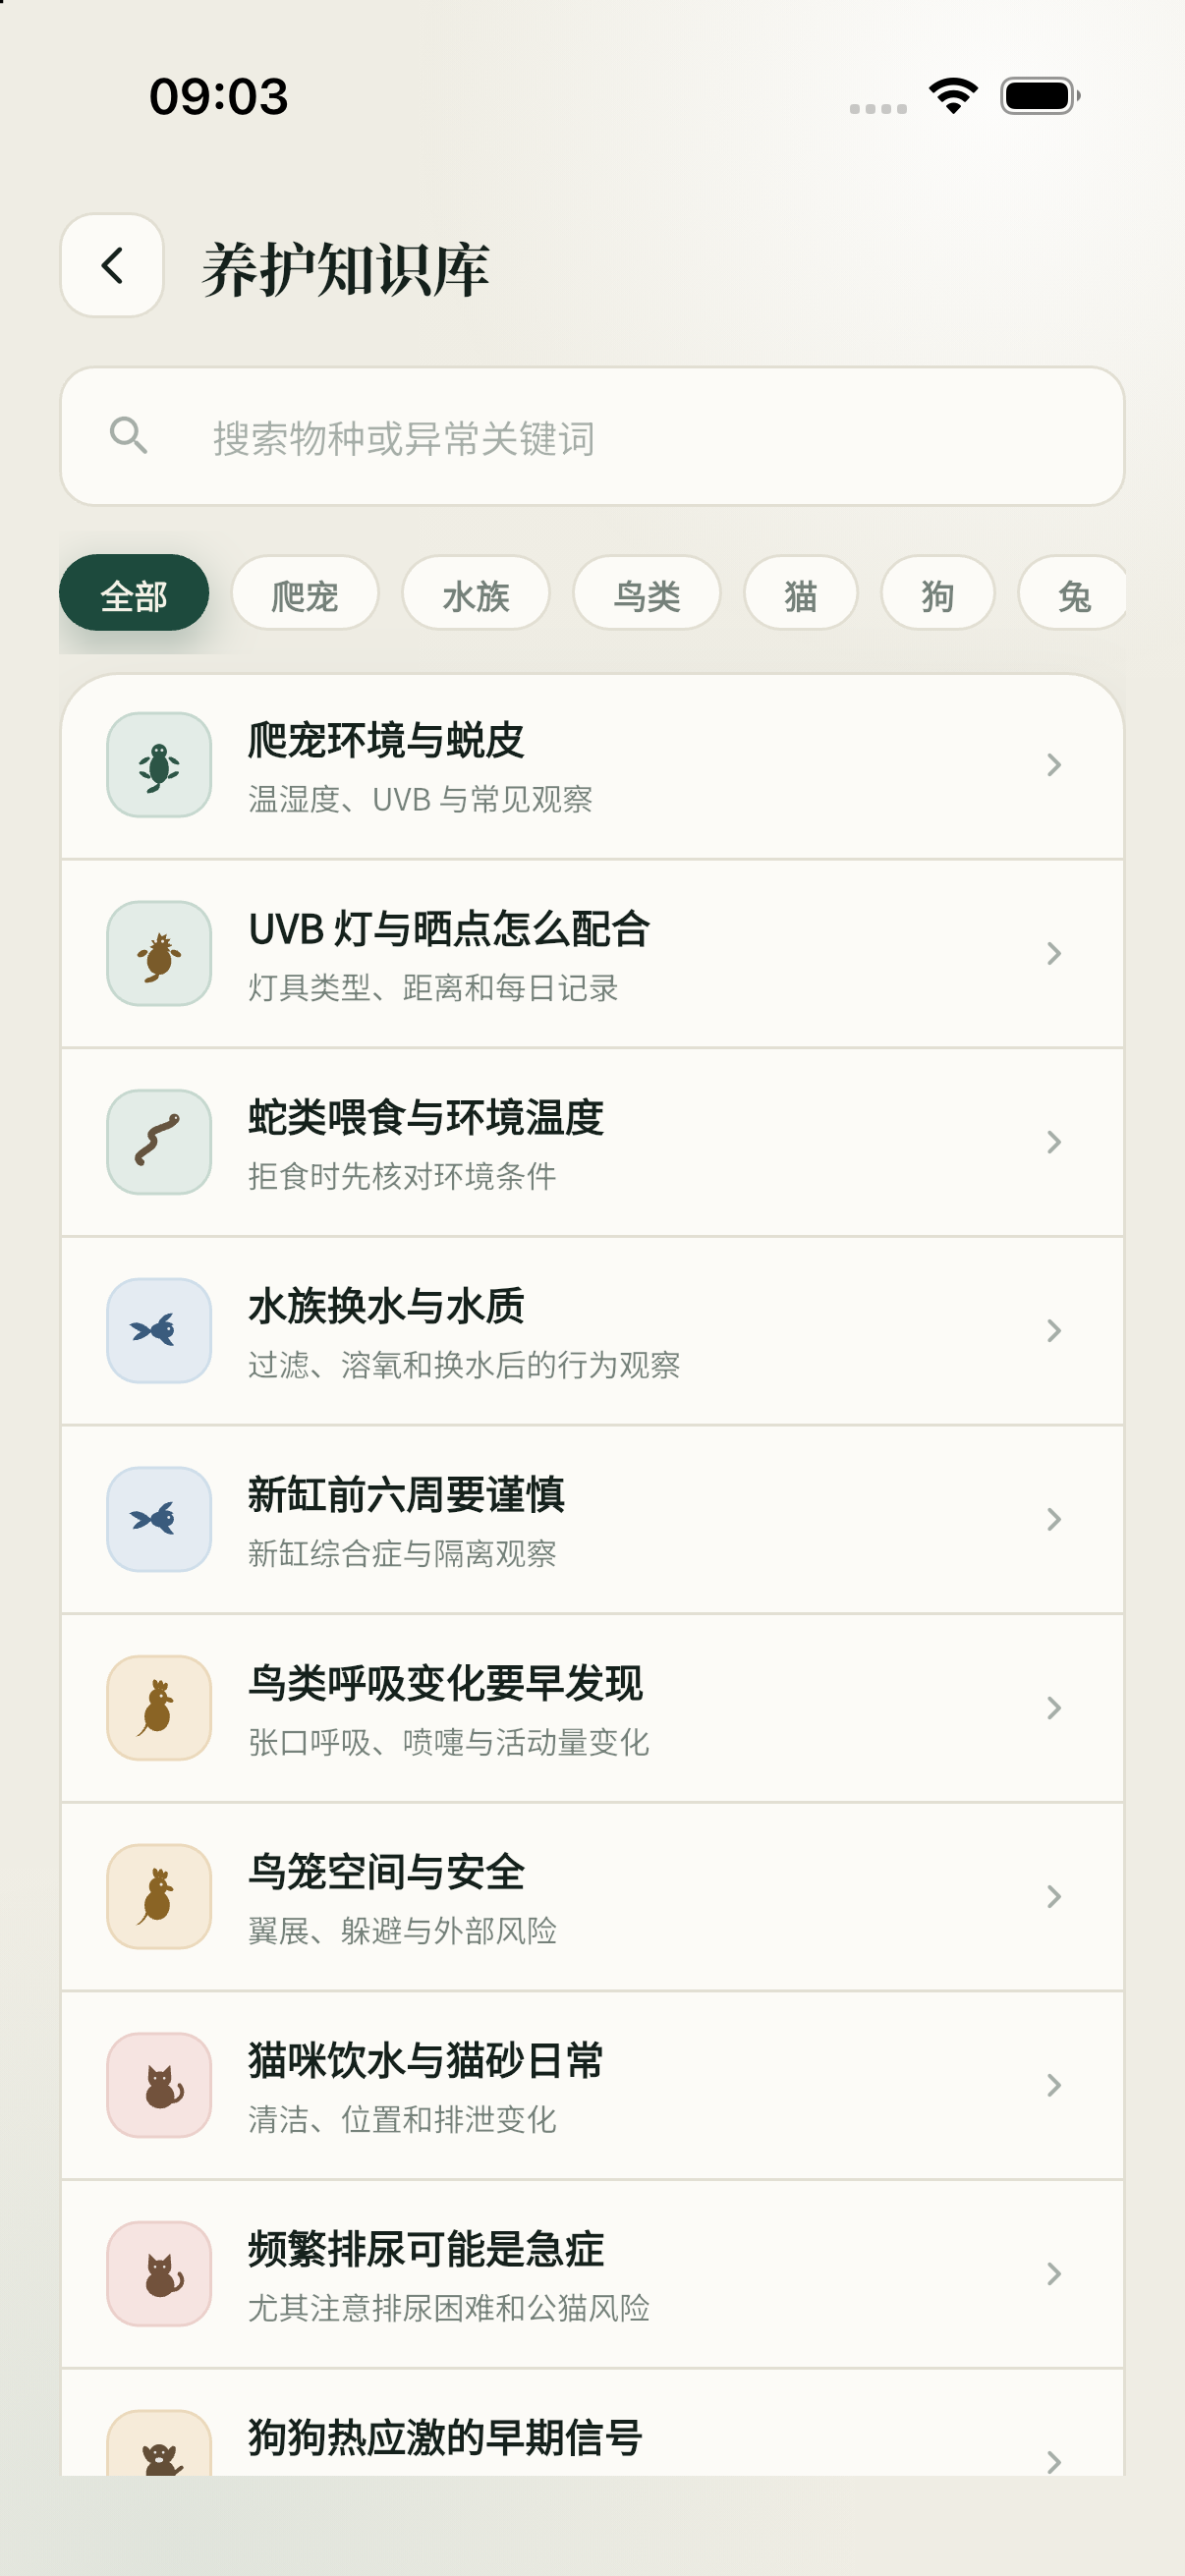 09:03
养护知识库
搜索物种或异常关键词
全部 爬宠 水族 鸟类 猫 狗 兔
爬宠环境与蜕皮
温湿度、UVB 与常见观察
UVB 灯与晒点怎么配合
灯具类型、距离和每日记录
蛇类喂食与环境温度
拒食时先核对环境条件
水族换水与水质
过滤、溶氧和换水后的行为观察
新缸前六周要谨慎
新缸综合症与隔离观察
鸟类呼吸变化要早发现
张口呼吸、喷嚏与活动量变化
鸟笼空间与安全
翼展、躲避与外部风险
猫咪饮水与猫砂日常
清洁、位置和排泄变化
频繁排尿可能是急症
尤其注意排尿困难和公猫风险
狗狗热应激的早期信号